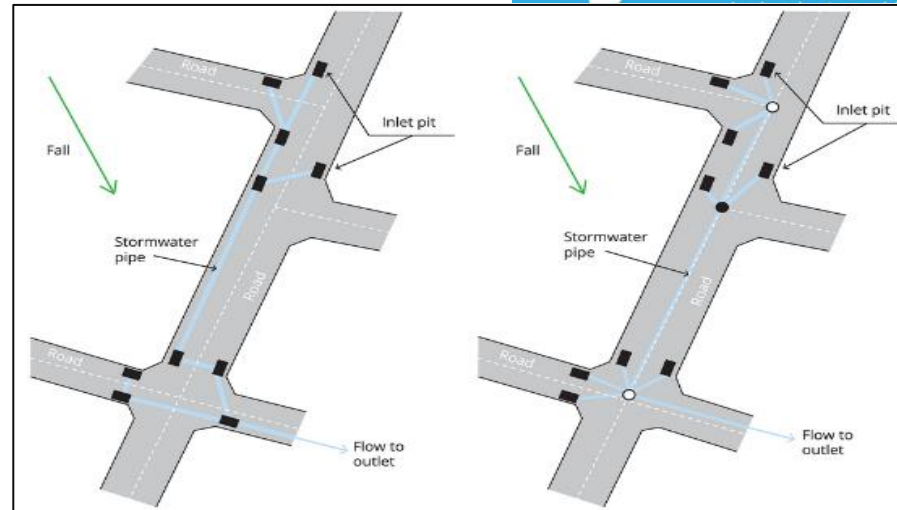 Road
Inlet pit
Fall
Stormwater
pipe
Road
Road
Flow to
outlet
Road
Inlet pit
Fall
Stormwater
pipe
Road
Road
Flow to
outlet